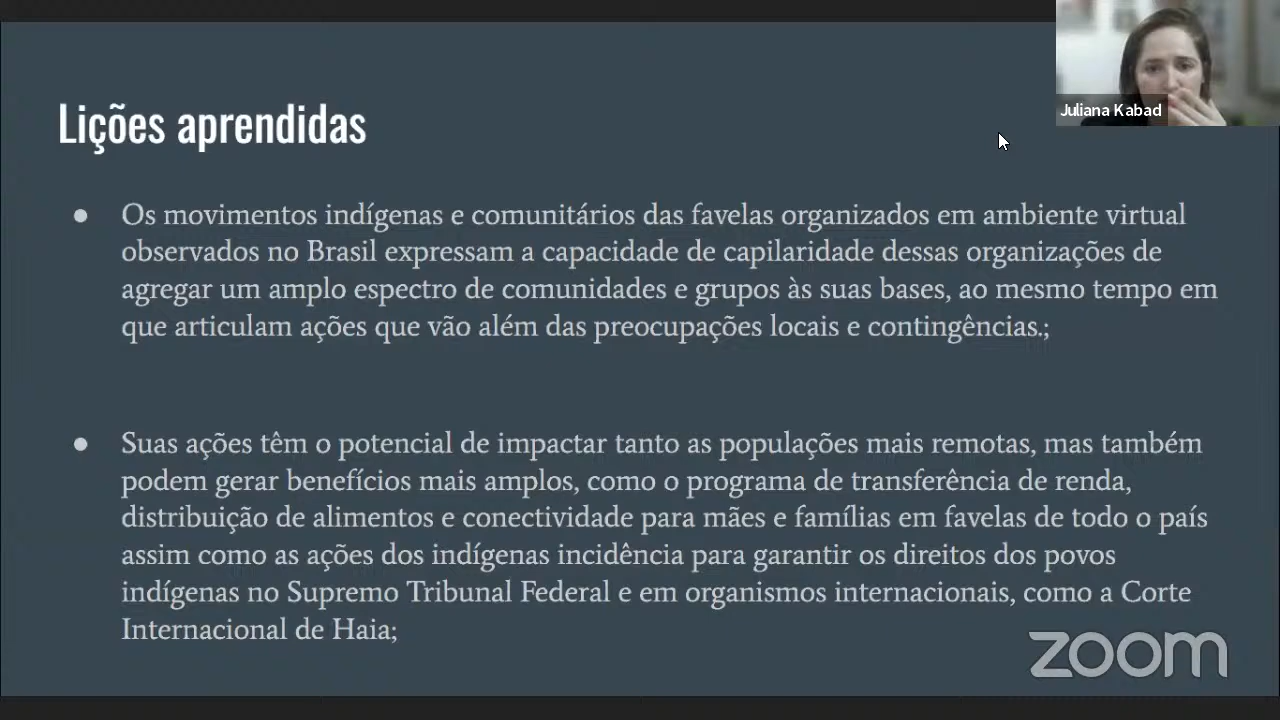 Juliana Kabad
Lições aprendidas
● Os movimentos indígenas e comunitários das favelas organizados em ambiente virtual
observados no Brasil expressam a capacidade de capilaridade dessas organizações de
agregar um amplo espectro de comunidades e grupos às suas bases, ao mesmo tempo em
que articulam ações que vão além das preocupações locais e contingências.;
● Suas ações têm o potencial de impactar tanto as populações mais remotas, mas também
podem gerar benefícios mais amplos, como o programa de transferência de renda,
distribuição de alimentos e conectividade para mães e famílias em favelas de todo o país
assim como as ações dos indígenas incidência para garantir os direitos dos povos
indígenas no Supremo Tribunal Federal e em organismos internacionais, como a Corte
Internacional de Haia;
zoom